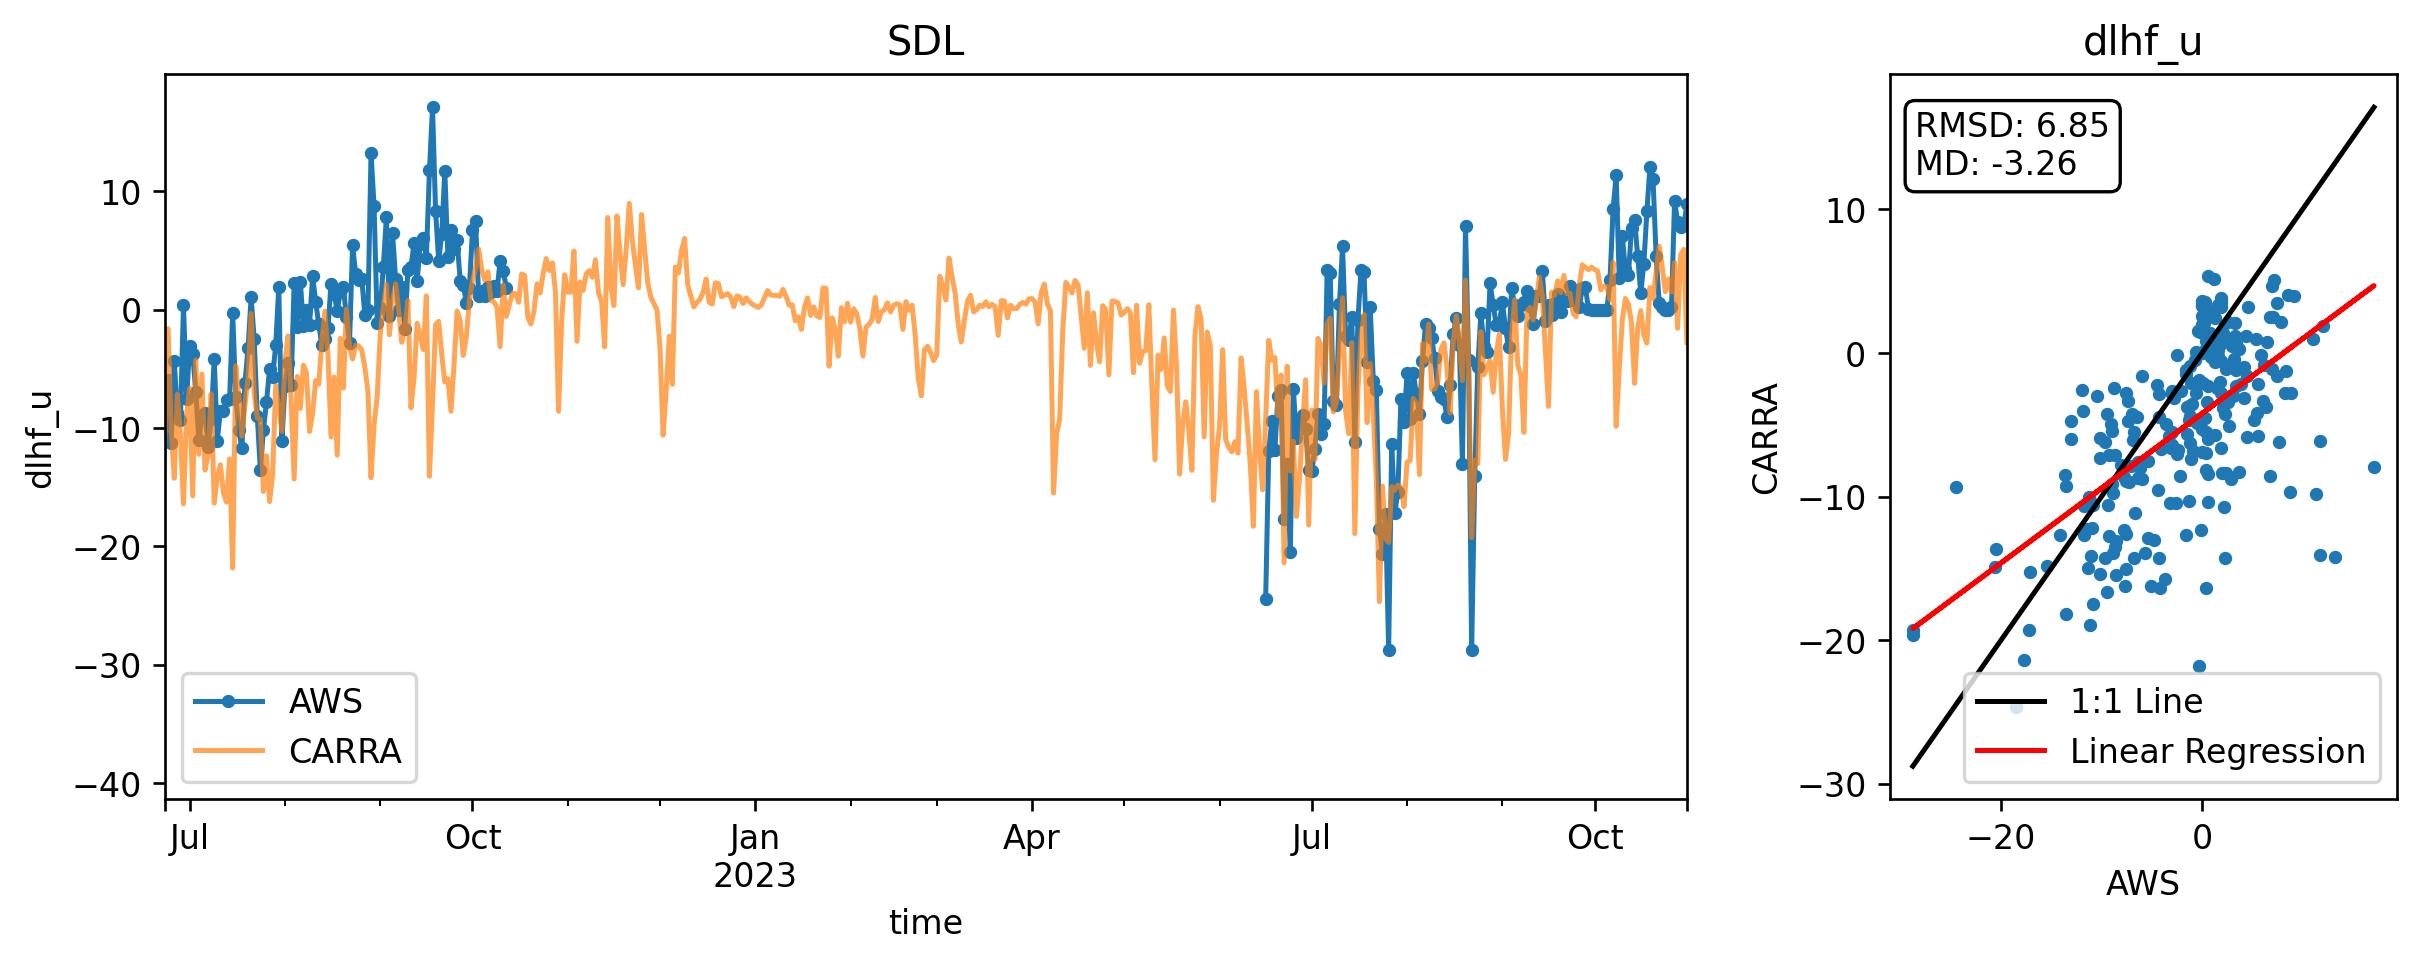 SDL
dlhf_u
10
0
−10
−20
−30
−40
dlhf_u
AWS
CARRA
Jul
Oct
Jan
2023
Apr
Jul
Oct
time
RMSD: 6.85
MD: -3.26
10
0
−10
−20
−30
CARRA
1:1 Line
Linear Regression
−20
0
AWS